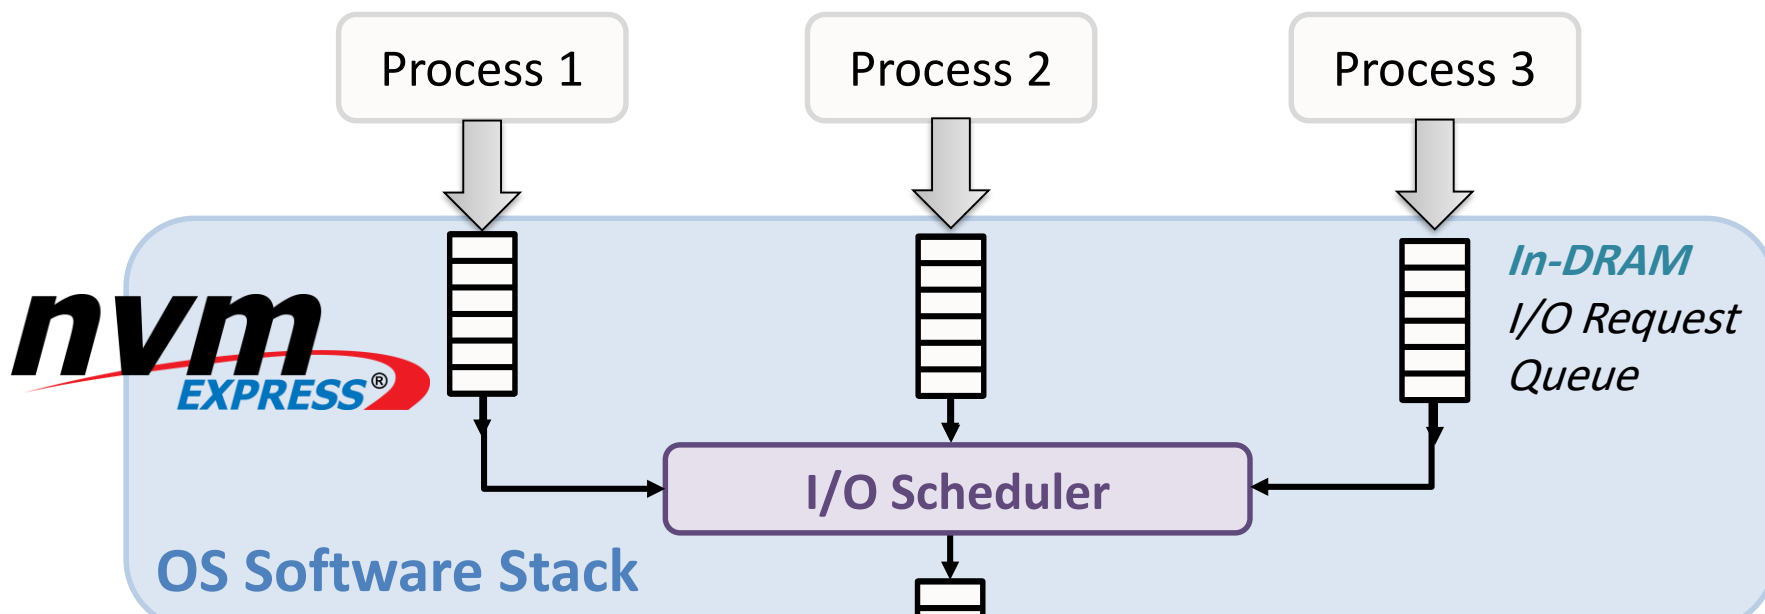 Process 1
Process 2
Process 3
In-DRAM
I/O Request
Queue
nvm
EXPRESS®
I/O Scheduler
OS Software Stack